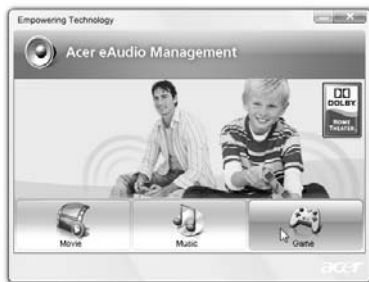 Empowering Technology
Acer eAudio Management
DOLBY
HOME
THEATER
Movie
Music
Game
acer